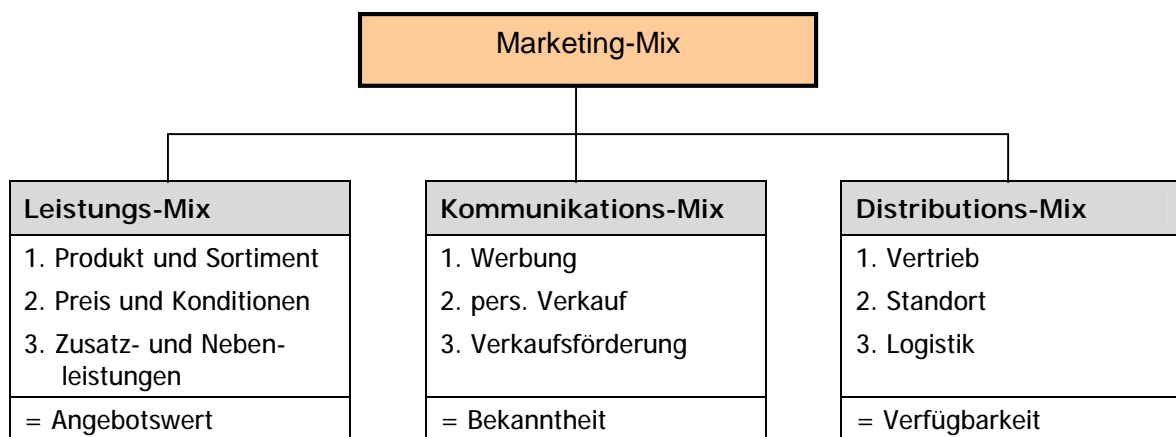 Marketing-Mix
Leistungs-Mix
1. Produkt und Sortiment
2. Preis und Konditionen
3. Zusatz- und Neben-
leistungen
= Angebotswert
Kommunikations-Mix
1. Werbung
2. pers. Verkauf
3. Verkaufsförderung
= Bekanntheit
Distributions-Mix
1. Vertrieb
2. Standort
3. Logistik
= Verfügbarkeit